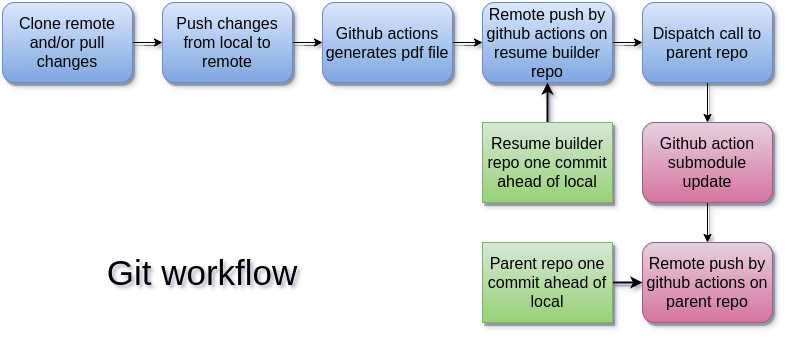 Clone remote
and/or pull
changes
Push changes
from local to
remote
Github actions
generates pdf file
Remote push by
github actions on
resume builder
repo
Dispatch call to
parent repo
Resume builder
repo one commit
ahead of local
Github action
submodule
update
Git workflow
Parent repo one
commit ahead of
local
Remote push by
github actions on
parent repo